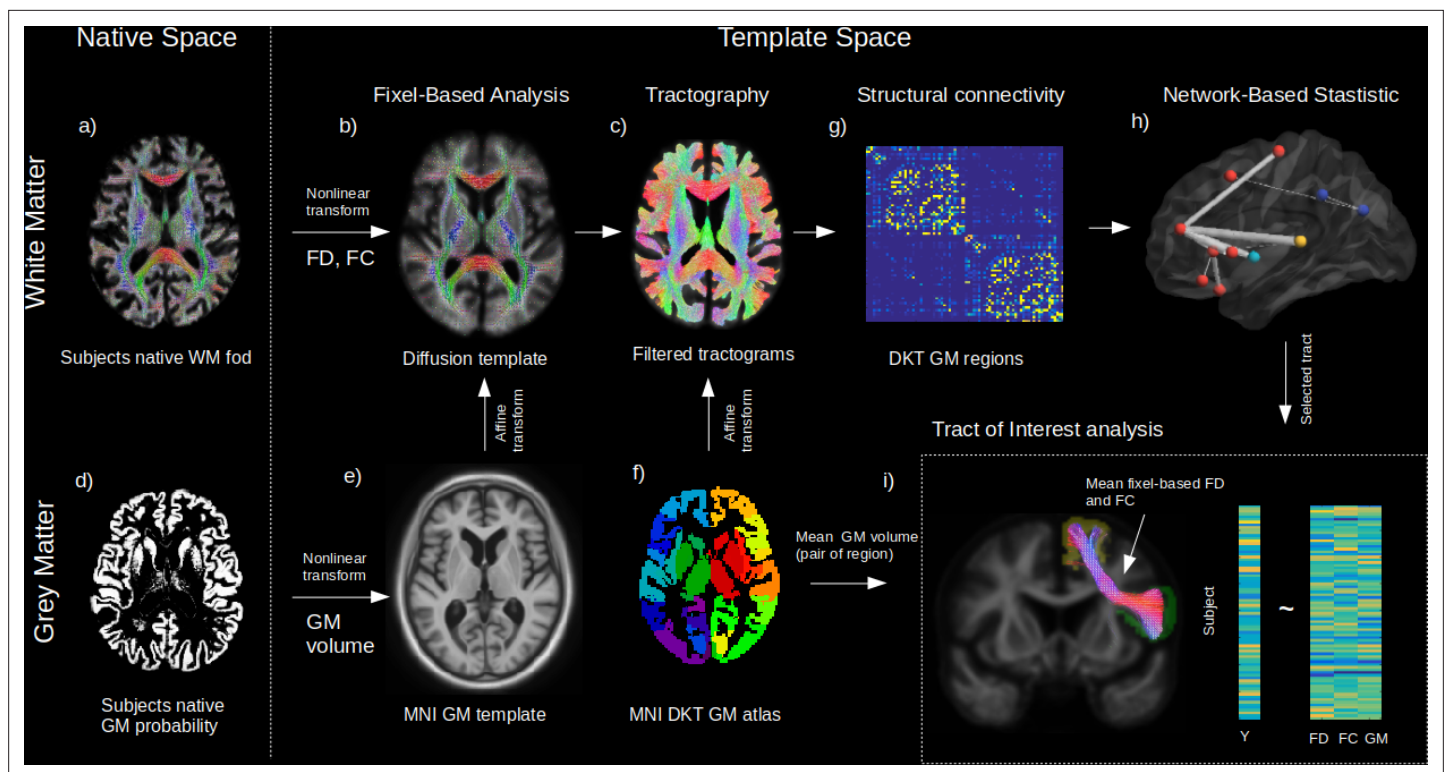 Native Space
Template Space
White Matter
Fixel-Based Analysis
Tractography
Structural connectivity
Network-Based Stastistic
a)
b)
c)
g)
h)
Nonlinear
transform
FD, FC
Subjects native WM fod
Diffusion template
Filtered tractograms
DKT GM regions
Affine
transform
Affine
transform
Selected tract
Grey Matter
d)
e)
f)
i)
Tract of Interest analysis
Nonlinear
transform
GM
volume
Mean GM volume
(pair of region)
Mean fixel-based FD
and FC
Subject
~
Y
FD FC GM
Subjects native
GM probability
MNI GM template
MNI DKT GM atlas